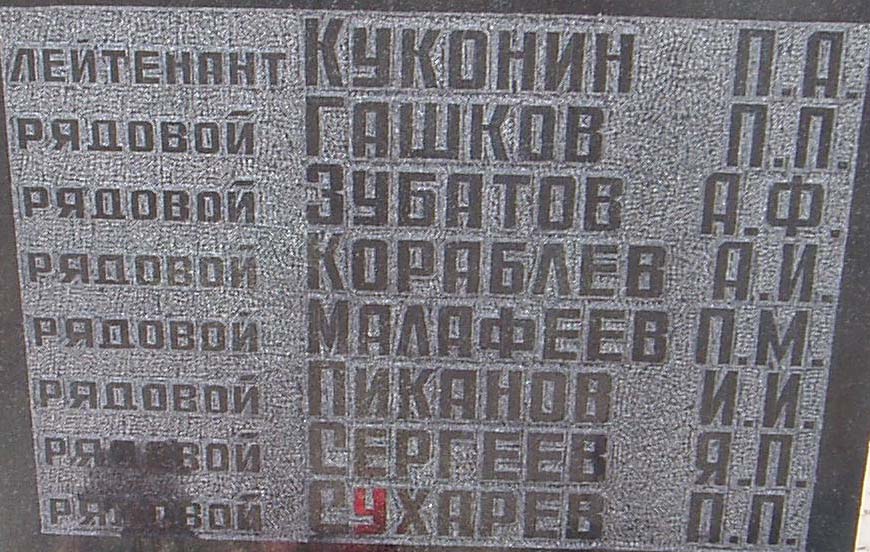 ЛЕЙТЕНАНТ КУКОНИН П.А.
РЯДОВОЙ ГАШКОВ П.П.
РЯДОВОЙ ЗУБАТОВ А.Ф.
РЯДОВОЙ КОРАБЛЕВ А.И.
РЯДОВОЙ МАЛАФЕЕВ П.М.
РЯДОВОЙ ПИКАНОВ И.И.
РЯДОВОЙ СЕРГЕЕВ Я.П.
РЯДОВОЙ СУХАРЕВ П.П.